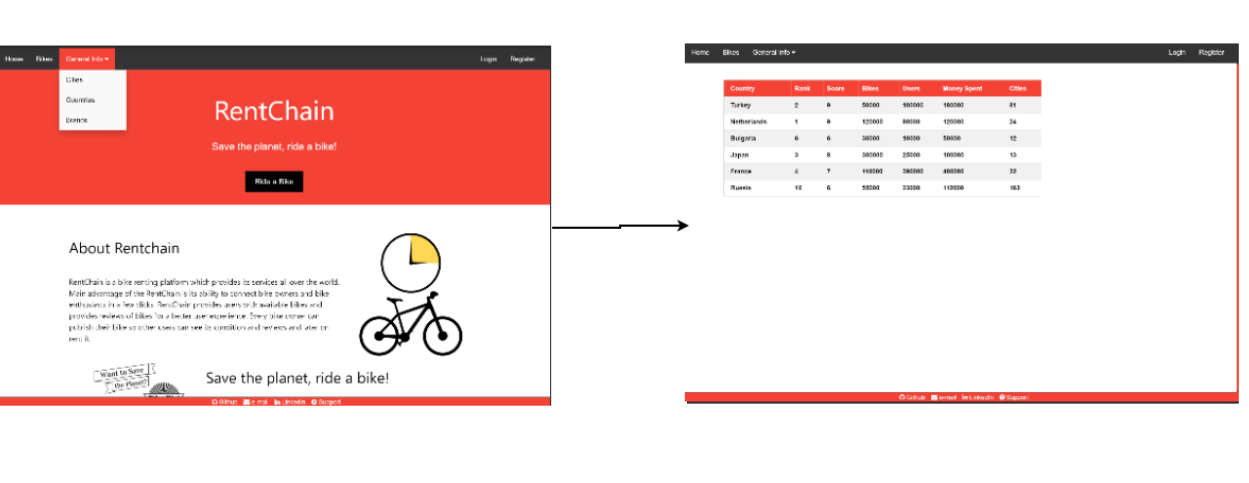 Home Bikes General Info Login Register
Cities
Countries
Brands
RentChain
Save the planet, ride a bike!
Ride a Bike
About Rentchain
RentChain is a bike renting platform which provides its services all over the world.
Main advantage of the RentChain is its ability to connect bike owners and bike
enthusiasts in a few clicks. RentChain provides users with available bikes and
provides reviews of bikes for a better user experience. Every bike owner can
publish their bike so other users can see its condition and reviews and later on
rent it.
Want to Save
the Planet?
Save the planet, ride a bike!
Github e-mail LinkedIn Support
Home Bikes General Info Login Register
Country Rank Score Bikes Users Money Spent Cities
Turkey 2 9 50000 100000 81
Netherlands 1 9 120000 80000 120000 24
Bulgaria 6 6 30000 10000 50000 12
Japan 3 8 300000 25000 100000 13
France 4 7 200000 400000 32
Russia 10 6 55000 23000 112000 163
Github e-mail LinkedIn Support